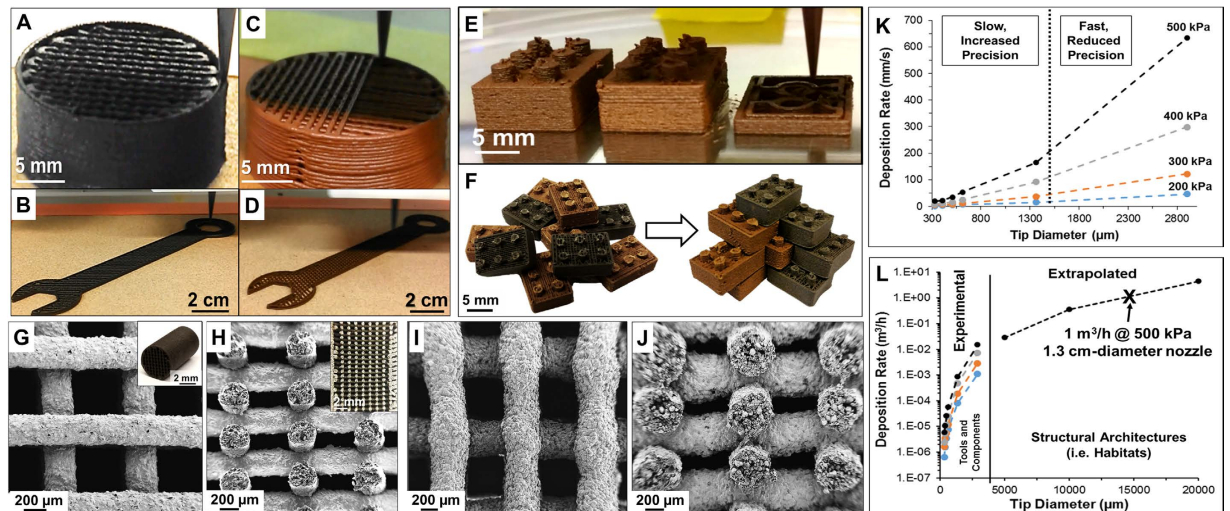 A
5 mm
C
5 mm
B
2 cm
D
2 cm
E
5 mm
F
5 mm
G
2 mm
200 µm
H
2 mm
200 µm
I
200 µm
J
200 µm
K
Deposition Rate (mm/s)
700
600
500
400
300
200
100
0
Slow,
Increased
Precision
Fast,
Reduced
Precision
500 kPa
400 kPa
300 kPa
200 kPa
300
800
1300
1800
2300
2800
Tip Diameter (µm)
L
Deposition Rate (m³/h)
1.E+01
1.E+00
1.E-01
1.E-02
1.E-03
1.E-04
1.E-05
1.E-06
1.E-07
Experimental
Tools and
Components
Extrapolated
X
1 m³/h @ 500 kPa
1.3 cm-diameter nozzle
Structural Architectures
(i.e. Habitats)
0
5000
10000
15000
20000
Tip Diameter (µm)